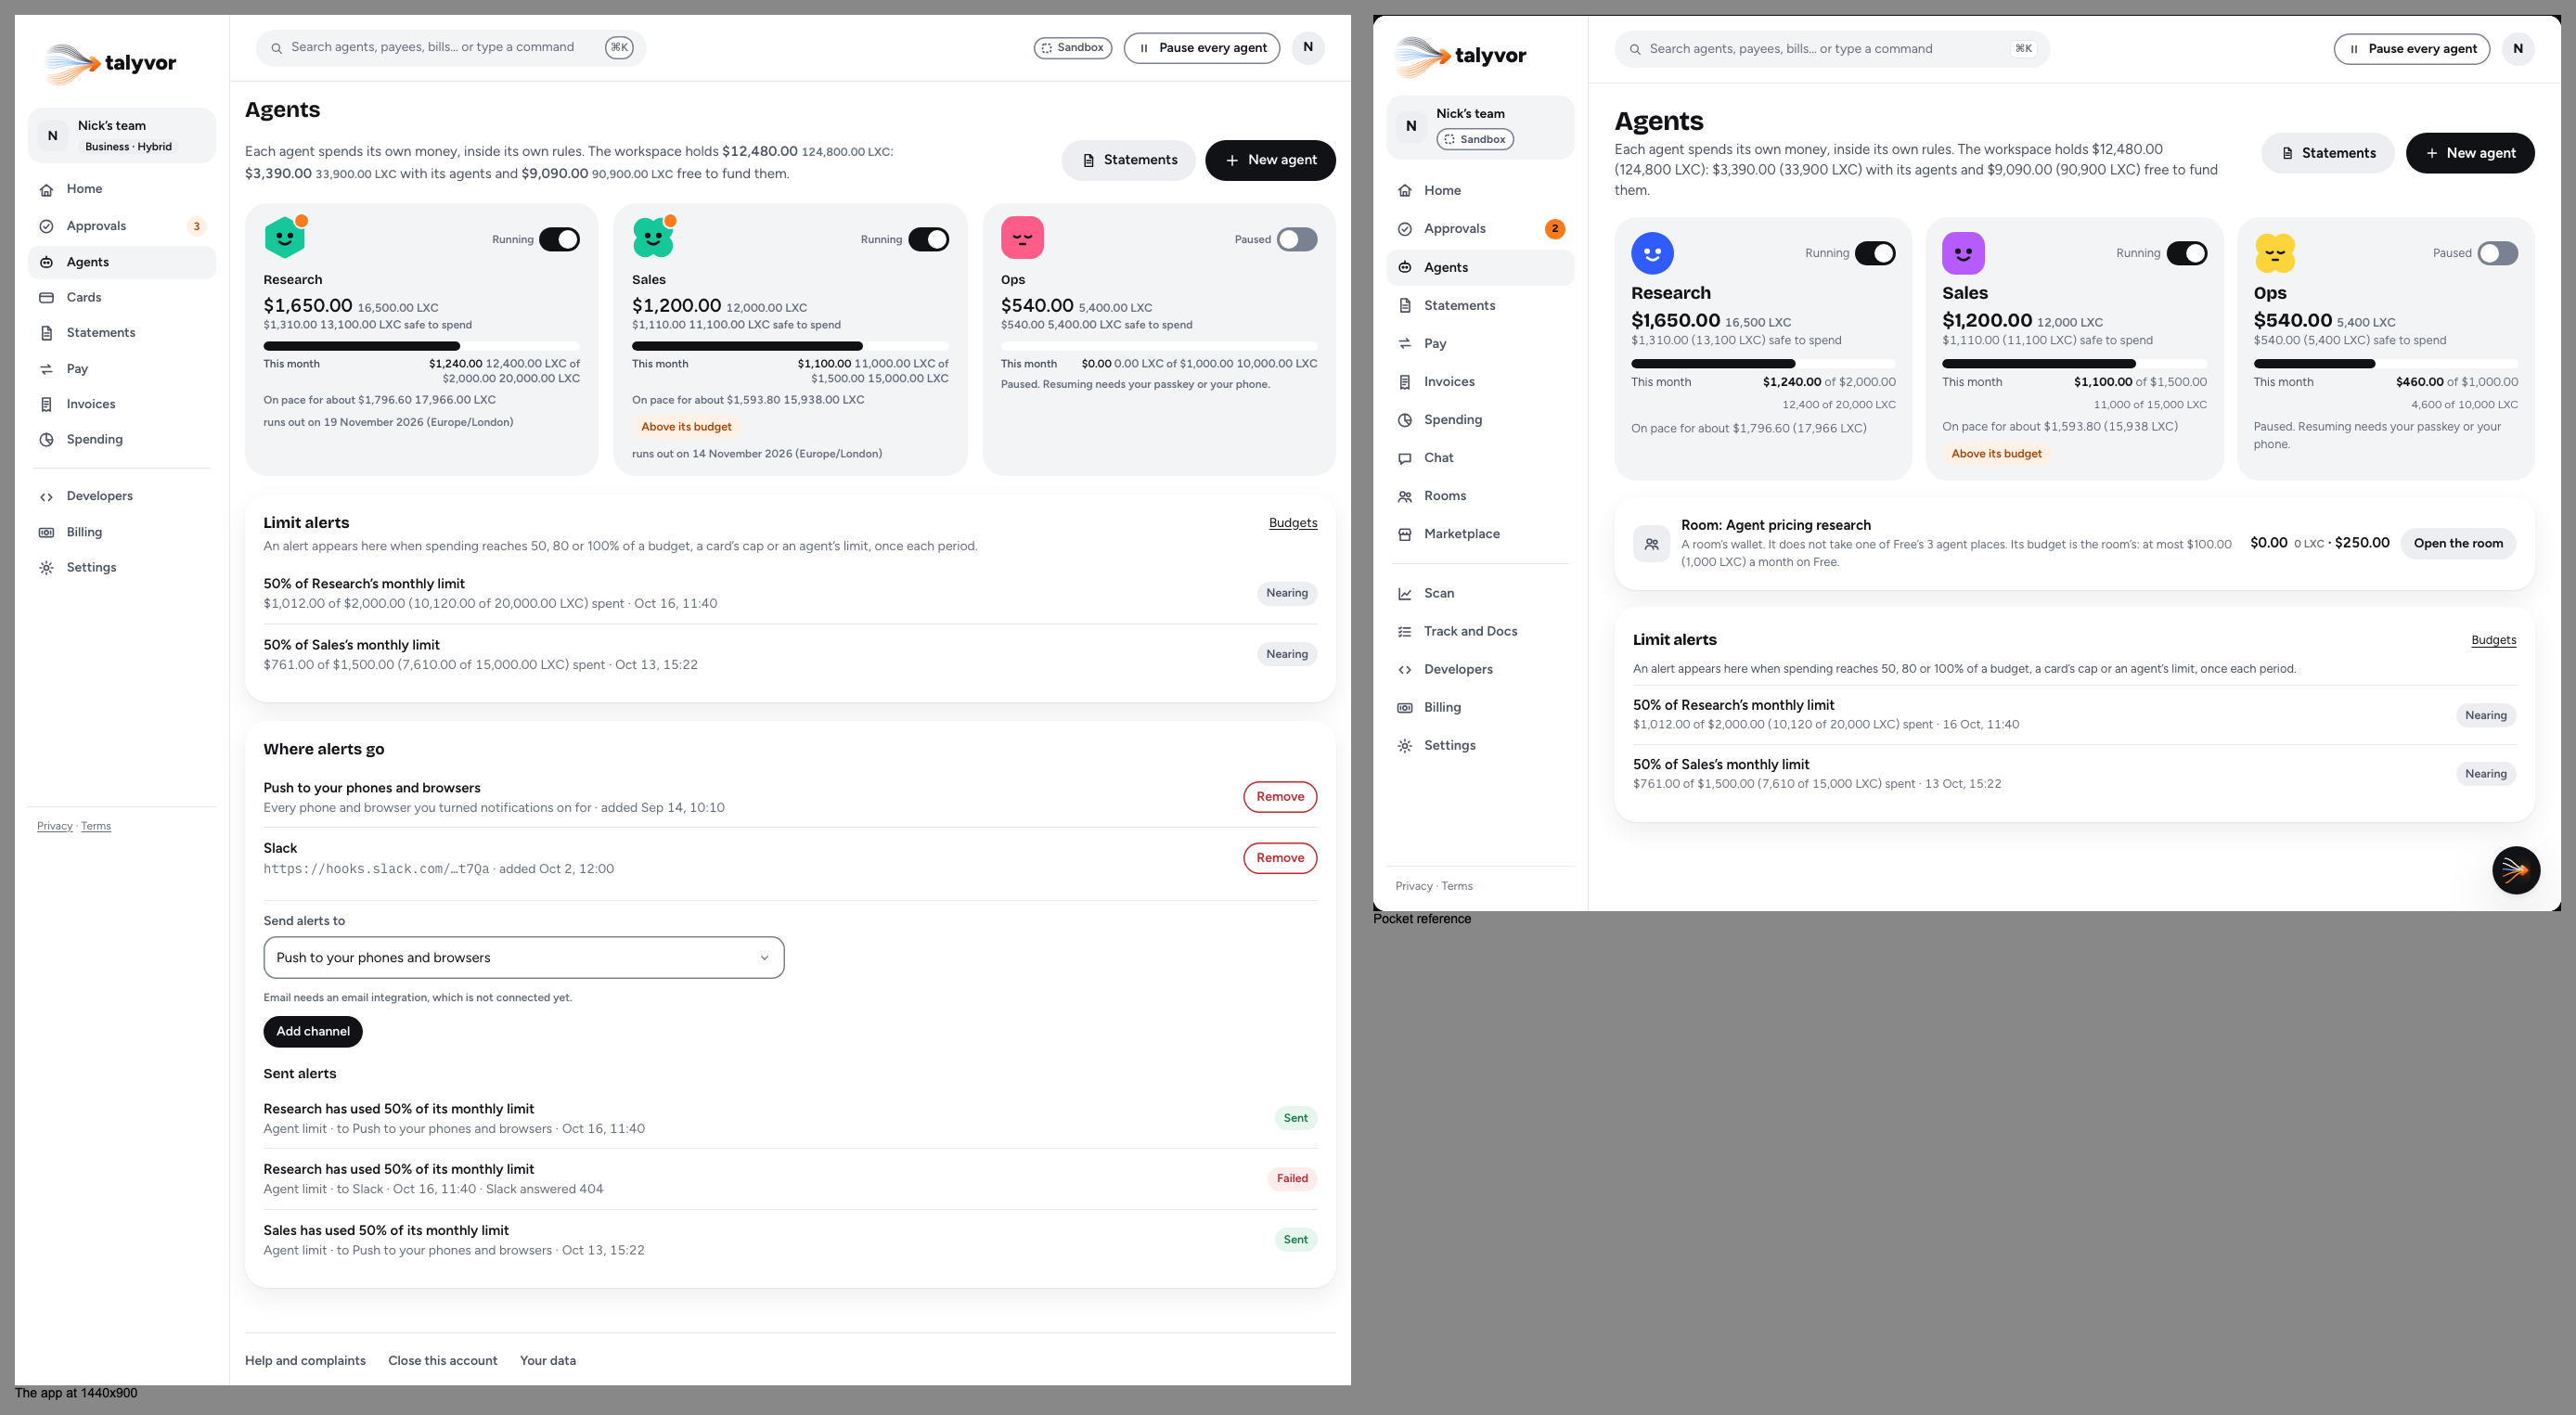 talyvor
Search agents, payees, bills... or type a command
⌘K
Sandbox
Pause every agent
N
N
Nick's team
Business · Hybrid
Home
Approvals
3
Agents
Cards
Statements
Pay
Invoices
Spending
Developers
Billing
Settings
Privacy · Terms
Agents
Each agent spends its own money, inside its own rules. The workspace holds $12,480.00 124,800.00 LXC:
$3,390.00 33,900.00 LXC with its agents and $9,090.00 90,900.00 LXC free to fund them.
Statements
New agent
Running
Research
$1,650.00 16,500.00 LXC
$1,310.00 13,100.00 LXC safe to spend
This month
$1,240.00 12,400.00 LXC of
$2,000.00 20,000.00 LXC
On pace for about $1,796.60 17,966.00 LXC
runs out on 19 November 2026 (Europe/London)
Running
Sales
$1,200.00 12,000.00 LXC
$1,110.00 11,100.00 LXC safe to spend
This month
$1,100.00 11,000.00 LXC of
$1,500.00 15,000.00 LXC
On pace for about $1,593.80 15,938.00 LXC
Above its budget
runs out on 14 November 2026 (Europe/London)
Paused
Ops
$540.00 5,400.00 LXC
$540.00 5,400.00 LXC safe to spend
This month
$0.00 0.00 LXC of $1,000.00 10,000.00 LXC
Paused. Resuming needs your passkey or your phone.
Limit alerts
Budgets
An alert appears here when spending reaches 50, 80 or 100% of a budget, a card's cap or an agent's limit, once each period.
50% of Research's monthly limit
$1,012.00 of $2,000.00 (10,120.00 of 20,000.00 LXC) spent · Oct 16, 11:40
Nearing
50% of Sales's monthly limit
$761.00 of $1,500.00 (7,610.00 of 15,000.00 LXC) spent · Oct 13, 15:22
Nearing
Where alerts go
Push to your phones and browsers
Every phone and browser you turned notifications on for · added Sep 14, 10:10
Remove
Slack
https://hooks.slack.com/…t7Qa · added Oct 2, 12:00
Remove
Send alerts to
Push to your phones and browsers
Email needs an email integration, which is not connected yet.
Add channel
Sent alerts
Research has used 50% of its monthly limit
Agent limit · to Push to your phones and browsers · Oct 16, 11:40
Sent
Research has used 50% of its monthly limit
Agent limit · to Slack · Oct 16, 11:40 · Slack answered 404
Failed
Sales has used 50% of its monthly limit
Agent limit · to Push to your phones and browsers · Oct 13, 15:22
Sent
Help and complaints
Close this account
Your data
The app at 1440x900
talyvor
Search agents, payees, bills... or type a command
⌘K
Pause every agent
N
N
Nick's team
Sandbox
Home
Approvals
2
Agents
Statements
Pay
Invoices
Spending
Chat
Rooms
Marketplace
Scan
Track and Docs
Developers
Billing
Settings
Privacy · Terms
Agents
Each agent spends its own money, inside its own rules. The workspace holds $12,480.00
(124,800 LXC): $3,390.00 (33,900 LXC) with its agents and $9,090.00 (90,900 LXC) free to fund
them.
Statements
New agent
Running
Research
$1,650.00 16,500 LXC
$1,310.00 (13,100 LXC) safe to spend
This month
$1,240.00 of $2,000.00
12,400 of 20,000 LXC
On pace for about $1,796.60 (17,966 LXC)
Running
Sales
$1,200.00 12,000 LXC
$1,110.00 (11,100 LXC) safe to spend
This month
$1,100.00 of $1,500.00
11,000 of 15,000 LXC
On pace for about $1,593.80 (15,938 LXC)
Above its budget
Paused
Ops
$540.00 5,400 LXC
$540.00 (5,400 LXC) safe to spend
This month
$460.00 of $1,000.00
4,600 of 10,000 LXC
Paused. Resuming needs your passkey or your
phone.
Room: Agent pricing research
A room's wallet. It does not take one of Free's 3 agent places. Its budget is the room's: at most $100.00
(1,000 LXC) a month on Free.
$0.00 0 LXC · $250.00
Open the room
Limit alerts
Budgets
An alert appears here when spending reaches 50, 80 or 100% of a budget, a card's cap or an agent's limit, once each period.
50% of Research's monthly limit
$1,012.00 of $2,000.00 (10,120 of 20,000 LXC) spent · 16 Oct, 11:40
Nearing
50% of Sales's monthly limit
$761.00 of $1,500.00 (7,610 of 15,000 LXC) spent · 13 Oct, 15:22
Nearing
Pocket reference